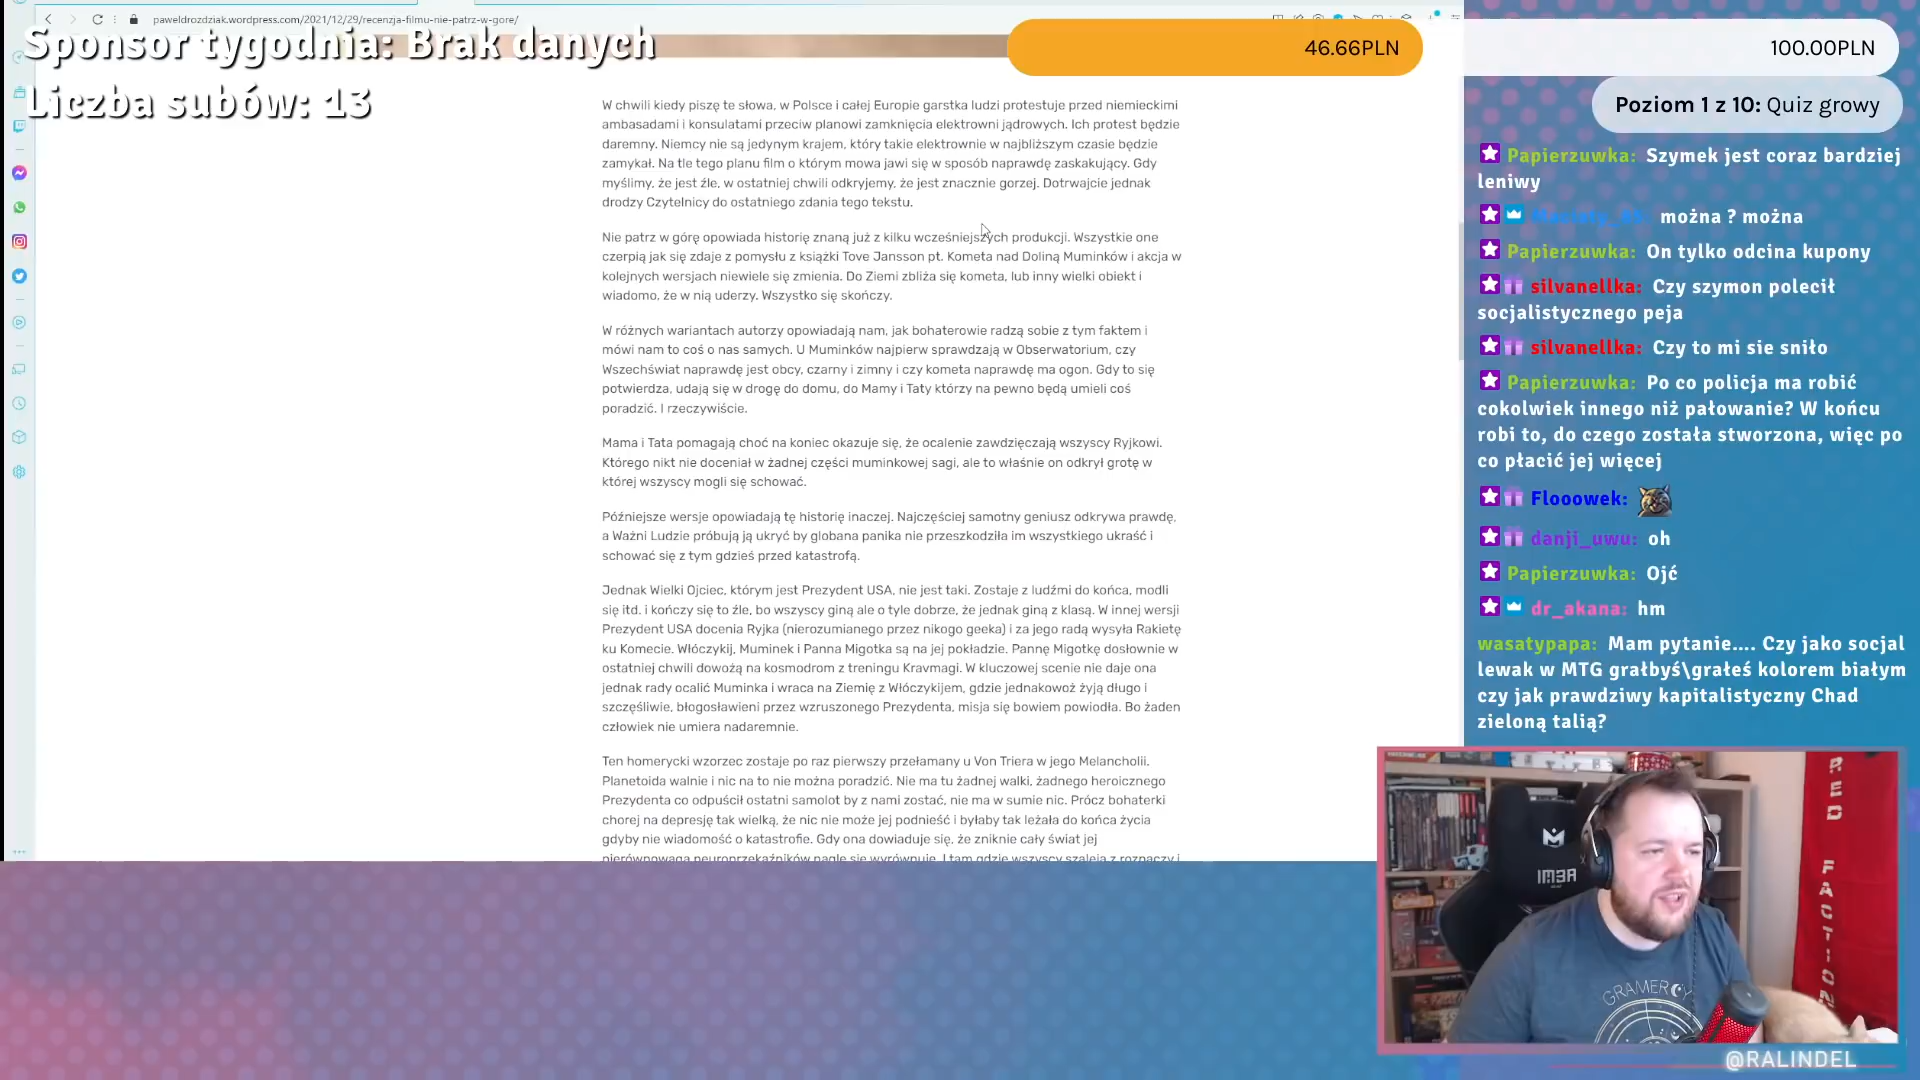 paweldrozdziak.wordpress.com/2021/12/29/recenzja-filmu-nie-patrz-w-gore/
Sponsor tygodnia: Brak danych
Liczba subów: 13
46.66PLN
100.00PLN
Poziom 1 z 10: Quiz growy
W chwili kiedy piszę te słowa, w Polsce i całej Europie garstka ludzi protestuje przed niemieckimi
ambasadami i konsulatami przeciw planowi zamknięcia elektrowni jądrowych. Ich protest będzie
daremny. Niemcy nie są jedynym krajem, który takie elektrownie w najbliższym czasie będzie
zamykał. Na tle tego planu film o którym mowa jawi się w sposób naprawdę zaskakujący. Gdy
myślimy, że jest źle, w ostatniej chwili odkryjemy, że jest znacznie gorzej. Dotrwajcie jednak
drodzy Czytelnicy do ostatniego zdania tego tekstu.
Nie patrz w górę opowiada historię znaną już z kilku wcześniejszych produkcji. Wszystkie one
czerpią jak się zdaje z pomysłu z książki Tove Jansson pt. Kometa nad Doliną Muminków i akcja w
kolejnych wersjach niewiele się zmienia. Do Ziemi zbliża się kometa, lub inny wielki obiekt i
wiadomo, że w nią uderzy. Wszystko się skończy.
W różnych wariantach autorzy opowiadają nam, jak bohaterowie radzą sobie z tym faktem i
mówi nam to coś o nas samych. U Muminków najpierw sprawdzają w Obserwatorium, czy
Wszechświat naprawdę jest obcy, czarny i zimny i czy kometa naprawdę ma ogon. Gdy to się
potwierdza, udają się w drogę do domu, do Mamy i Taty którzy na pewno będą umieli coś
poradzić. I rzeczywiście.
Mama i Tata pomagają choć na koniec okazuje się, że ocalenie zawdzięczają wszyscy Ryjkowi.
Którego nikt nie doceniał w żadnej części muminkowej sagi, ale to właśnie on odkrył grotę w
której wszyscy mogli się schować.
Późniejsze wersje opowiadają tę historię inaczej. Najczęściej samotny geniusz odkrywa prawdę,
a Ważni Ludzie próbują ją ukryć by globana panika nie przeszkodziła im wszystkiego ukraść i
schować się z tym gdzieś przed katastrofą.
Jednak Wielki Ojciec, którym jest Prezydent USA, nie jest taki. Zostaje z ludźmi do końca, modli
się itd. i kończy się to źle, bo wszyscy giną ale o tyle dobrze, że jednak giną z klasą. W innej wersji
Prezydent USA docenia Ryjka (nierozumianego przez nikogo geeka) i za jego radą wysyła Rakietę
ku Komecie. Włóczykij, Muminek i Panna Migotka są na jej pokładzie. Pannę Migotkę dosłownie w
ostatniej chwili dowożą na kosmodrom z treningu Kravmagi. W kluczowej scenie nie daje ona
jednak rady ocalić Muminka i wraca na Ziemię z Włóczykijem, gdzie jednakowoż żyją długo i
szczęśliwie, błogosławieni przez wzruszonego Prezydenta, misja się bowiem powiodła. Bo żaden
człowiek nie umiera nadaremnie.
Ten homerycki wzorzec zostaje po raz pierwszy przełamany u Von Triera w jego Melancholii.
Planetoida walnie i nic na to nie można poradzić. Nie ma tu żadnej walki, żadnego heroicznego
Prezydenta co odpuścił ostatni samolot by z nami zostać, nie ma w sumie nic. Prócz bohaterki
chorej na depresję tak wielką, że nic nie może jej podnieść i byłaby tak leżała do końca życia
gdyby nie wiadomość o katastrofie. Gdy ona dowiaduje się, że zniknie cały świat jej
nierównowaga neuroprzekaźników nagle się wyrównuje. I tam gdzie wszyscy szaleją z rozpaczy i
Papierzuwka: Szymek jest coraz bardziej
leniwy
można ? można
Papierzuwka: On tylko odcina kupony
silvanellka: Czy szymon polecił
socjalistycznego peja
silvanellka: Czy to mi sie sniło
Papierzuwka: Po co policja ma robić
cokolwiek innego niż pałowanie? W końcu
robi to, do czego została stworzona, więc po
co płacić jej więcej
Flooowek:
danji_uwu: oh
Papierzuwka: Ojć
dr_akana: hm
wasatypapa: Mam pytanie.... Czy jako socjal
lewak w MTG grałbyś\grałeś kolorem białym
czy jak prawdziwy kapitalistyczny Chad
zieloną talią?
RED FACTION
GRAMERCY
@RALINDEL